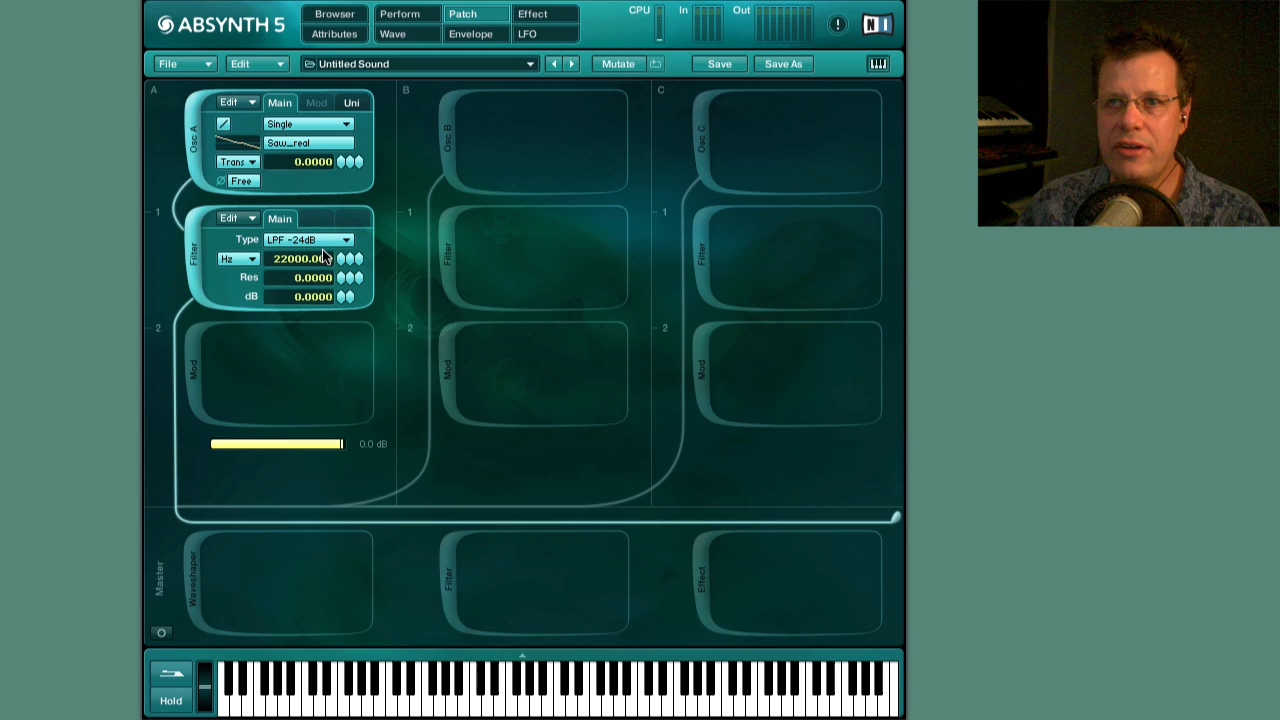 ABSYNTH 5
Browser
Attributes
Perform
Patch
Effect
Wave
Envelope
LFO
CPU
In
Out
!
NI
File
Edit
Untitled Sound
Mutate
Save
Save As
A
B
C
Osc A
Edit
Main
Mod
Uni
Single
Saw_real
Trans
0.0000
Free
Osc B
Osc C
1
1
1
Filter
Edit
Main
Type
LPF -24dB
Hz
22000.00
Res
0.0000
dB
0.0000
Filter
Filter
2
2
2
Mod
Mod
Mod
0.0 dB
Master
Waveshaper
Filter
Effect
Hold